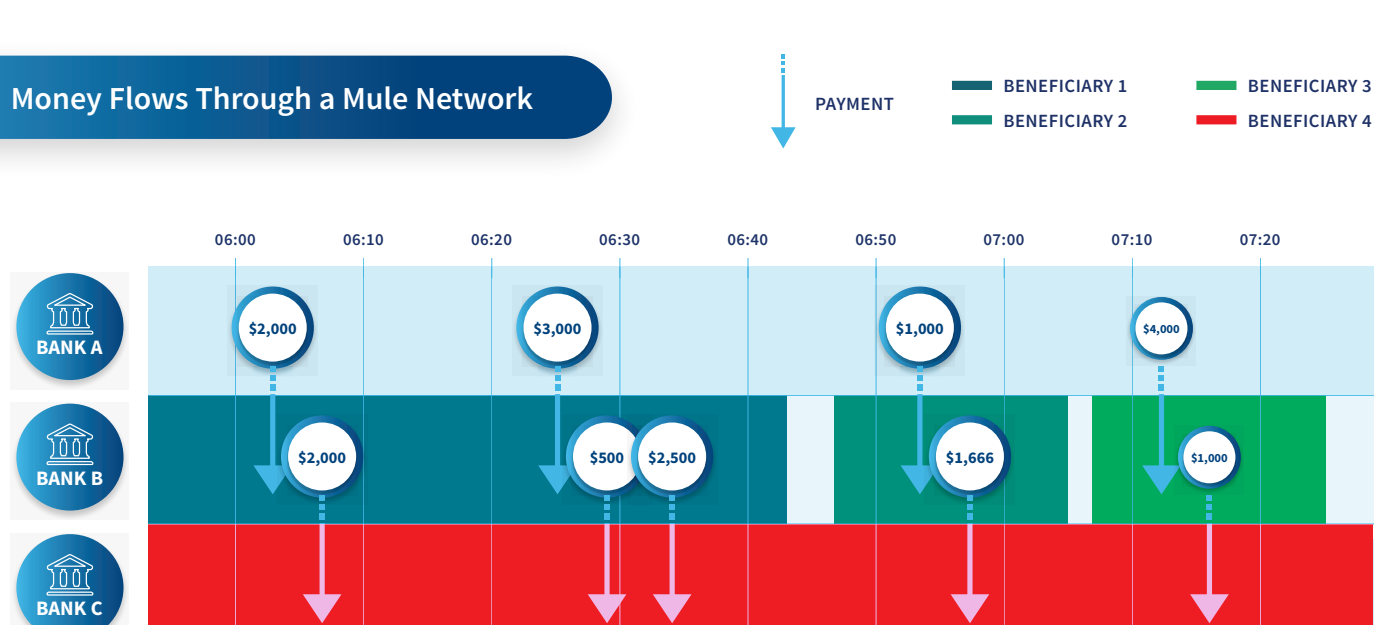 Money Flows Through a Mule Network
PAYMENT
BENEFICIARY 1
BENEFICIARY 2
BENEFICIARY 3
BENEFICIARY 4
06:00 06:10 06:20 06:30 06:40 06:50 07:00 07:10 07:20
BANK A
$2,000 $3,000 $1,000 $4,000
BANK B
$2,000 $500 $2,500 $1,666 $1,000
BANK C